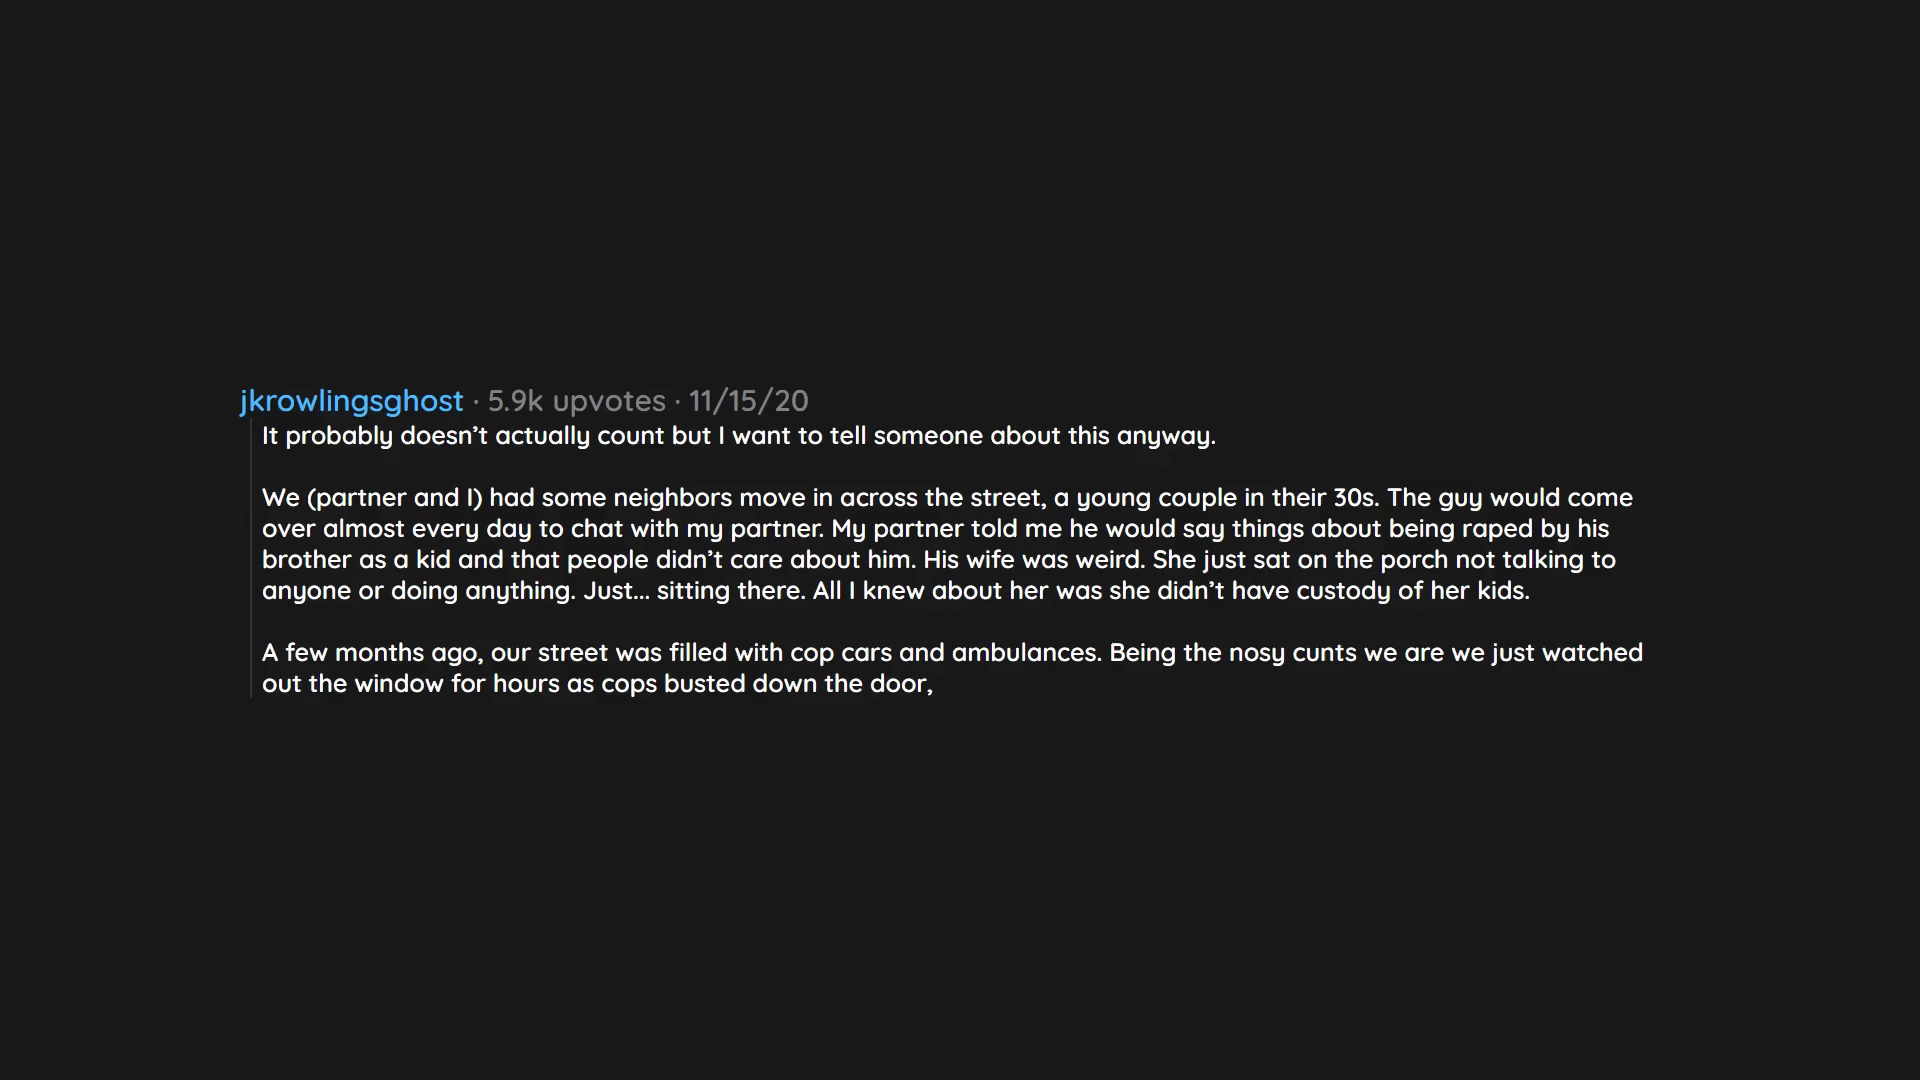 jkrowlingsghost · 5.9k upvotes · 11/15/20
It probably doesn’t actually count but I want to tell someone about this anyway.
We (partner and I) had some neighbors move in across the street, a young couple in their 30s. The guy would come
over almost every day to chat with my partner. My partner told me he would say things about being raped by his
brother as a kid and that people didn’t care about him. His wife was weird. She just sat on the porch not talking to
anyone or doing anything. Just... sitting there. All I knew about her was she didn’t have custody of her kids.
A few months ago, our street was filled with cop cars and ambulances. Being the nosy cunts we are we just watched
out the window for hours as cops busted down the door,